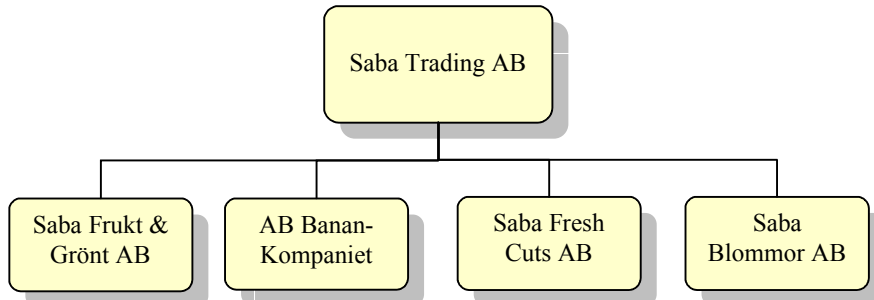 Saba Trading AB
Saba Frukt &
Grönt AB
AB Banan-
Kompaniet
Saba Fresh
Cuts AB
Saba
Blommor AB